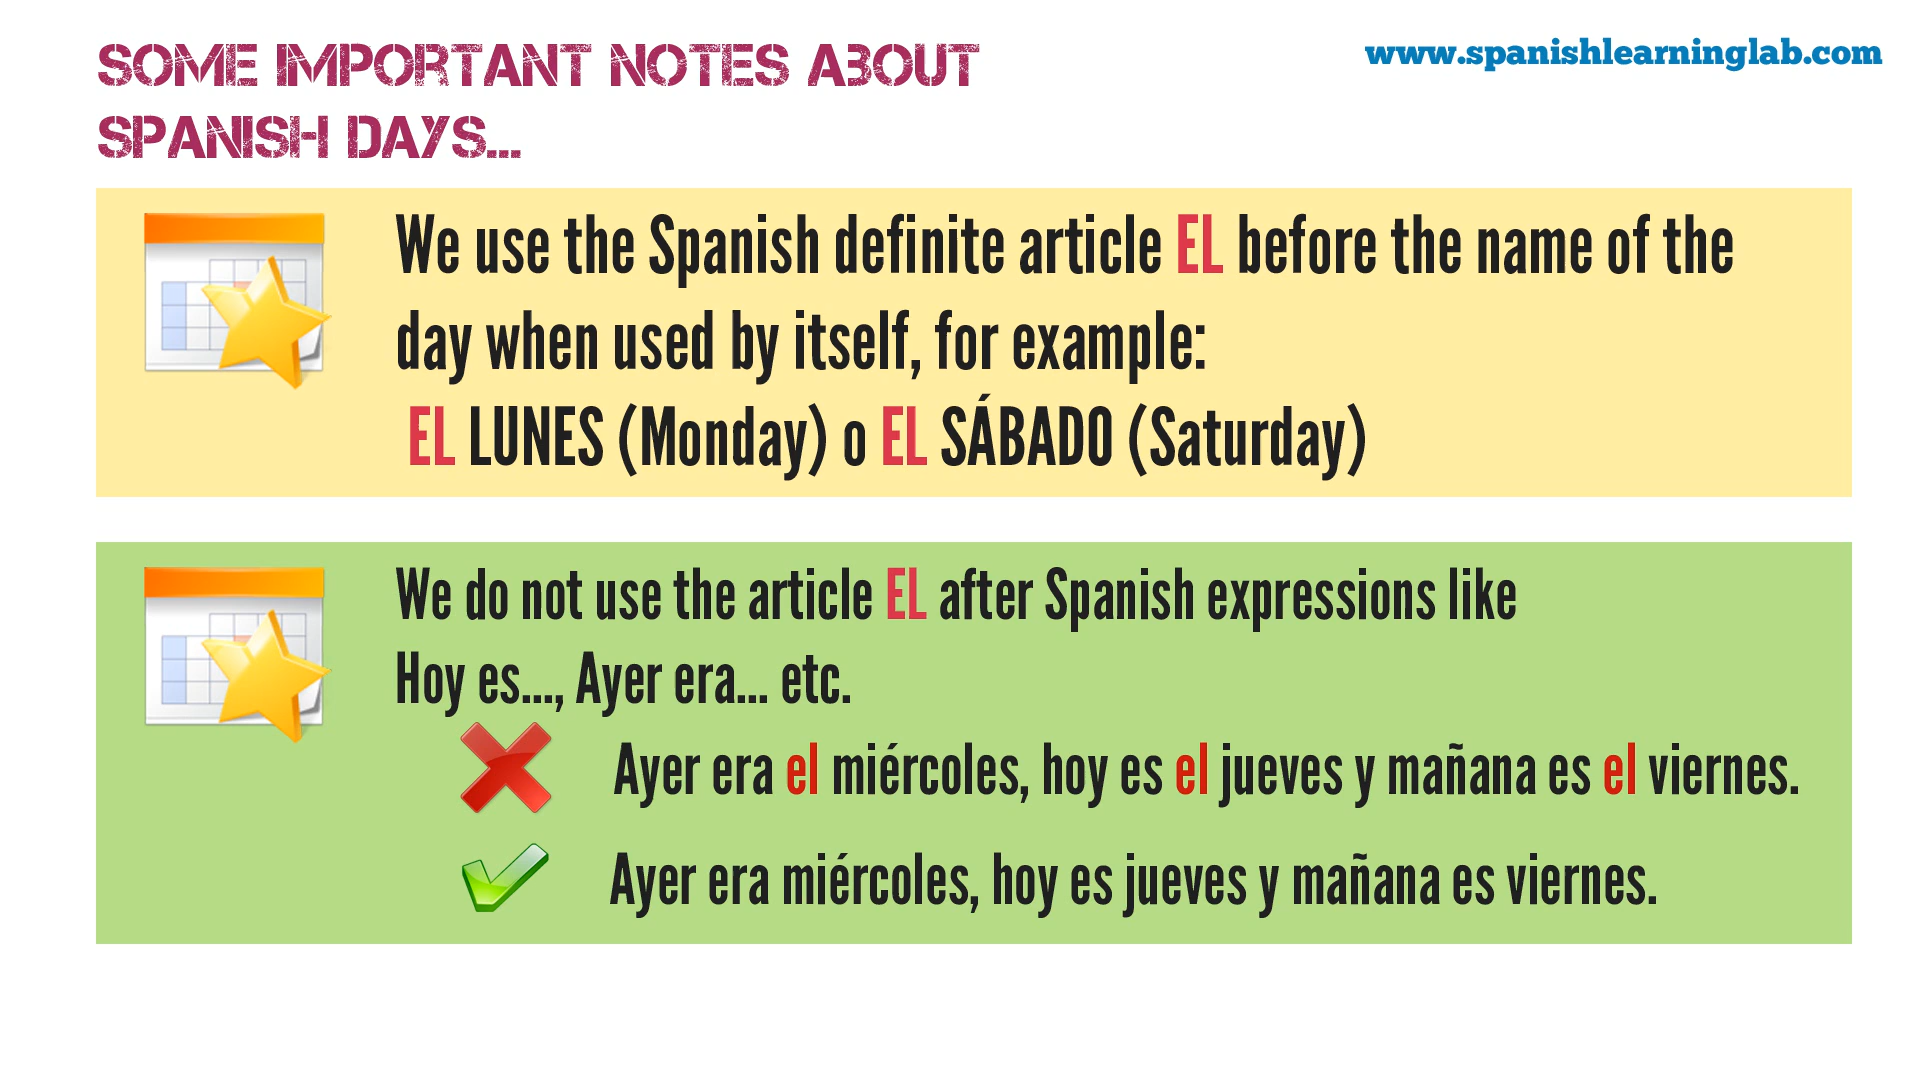 SOME IMPORTANT NOTES ABOUT
SPANISH DAYS...
www.spanishlearninglab.com
We use the Spanish definite article EL before the name of the
day when used by itself, for example:
EL LUNES (Monday) o EL SÁBADO (Saturday)
We do not use the article EL after Spanish expressions like
Hoy es..., Ayer era... etc.
Ayer era el miércoles, hoy es el jueves y mañana es el viernes.
Ayer era miércoles, hoy es jueves y mañana es viernes.